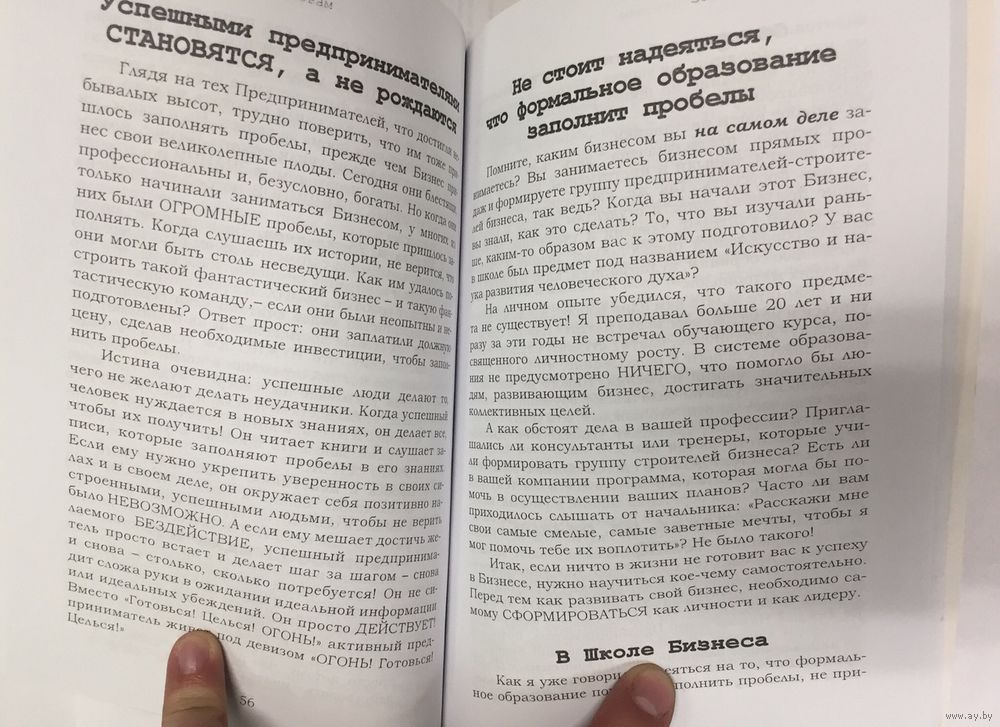 УСПЕШНЫМИ ПРЕДПРИНИМАТЕЛЯМИ
СТАНОВЯТСЯ, А НЕ РОЖДАЮТСЯ
Глядя на тех Предпринимателей, что достигли не-
бывалых высот, трудно поверить, что им тоже при-
шлось заполнять пробелы, прежде чем Бизнес при-
нес свои великолепные плоды. Сегодня они блестящи,
профессиональны и, безусловно, богаты. Но когда они
только начинали заниматься Бизнесом, у многих из
них были ОГРОМНЫЕ пробелы, которые пришлось за-
полнять. Когда слушаешь их истории, не верится, что
они могли быть столь несведущи. Как им удалось по-
строить такой фантастический бизнес – и такую фан-
тастическую команду,– если они были неопытны и не-
подготовлены? Ответ прост: они заплатили должную
цену, сделав необходимые инвестиции, чтобы запол-
нить пробелы.
Истина очевидна: успешные люди делают то,
чего не желают делать неудачники. Когда успешный
человек нуждается в новых знаниях, он делает все,
чтобы их получить! Он читает книги и слушает за-
писи, которые заполняют пробелы в его знаниях.
Если ему нужно укрепить уверенность в своих си-
лах и в своем деле, он окружает себя позитивно на-
строенными, успешными людьми, чтобы не верить
было НЕВОЗМОЖНО. А если ему мешает достичь же-
лаемого БЕЗДЕЙСТВИЕ, успешный предпринима-
тель просто встает и делает шаг за шагом – снова
и снова – столько, сколько потребуется! Он не си-
дит сложа руки в ожидании идеальной информации
или идеальных убеждений. Он просто ДЕЙСТВУЕТ!
Вместо «Готовься! Целься! ОГОНЬ!» активный пред-
приниматель живет под девизом «ОГОНЬ! Готовься!
Целься!»
56
НЕ СТОИТ НАДЕЯТЬСЯ,
ЧТО ФОРМАЛЬНОЕ ОБРАЗОВАНИЕ
ЗАПОЛНИТ ПРОБЕЛЫ
Помните, каким бизнесом вы на самом деле за-
нимаетесь? Вы занимаетесь бизнесом прямых про-
даж и формируете группу предпринимателей-строите-
лей бизнеса, так ведь? Когда вы начали этот Бизнес,
вы знали, как это сделать? То, что вы изучали рань-
ше, каким-то образом вас к этому подготовило? У вас
в школе был предмет под названием «Искусство и на-
ука развития человеческого духа»?
На личном опыте убедился, что такого предме-
та не существует! Я преподавал больше 20 лет и ни
разу за эти годы не встречал обучающего курса, по-
священного личностному росту. В системе образова-
ния не предусмотрено НИЧЕГО, что помогло бы лю-
дям, развивающим бизнес, достигать значительных
коллективных целей.
А как обстоят дела в вашей профессии? Пригла-
шались ли консультанты или тренеры, которые учи-
ли формировать группу строителей бизнеса? Есть ли
в вашей компании программа, которая могла бы по-
мочь в осуществлении ваших планов? Часто ли вам
приходилось слышать от начальника: «Расскажи мне
свои самые смелые, самые заветные мечты, чтобы я
мог помочь тебе их воплотить»? Не было такого!
Итак, если ничто в жизни не готовит вас к успеху
в Бизнесе, нужно научиться кое-чему самостоятельно.
Перед тем как развивать свой бизнес, необходимо са-
мому СФОРМИРОВАТЬСЯ как личности и как лидеру.
В ШКОЛЕ БИЗНЕСА
Как я уже говорил, на то, что формаль-
ное образование заполнить пробелы, не при-
www.ay.by